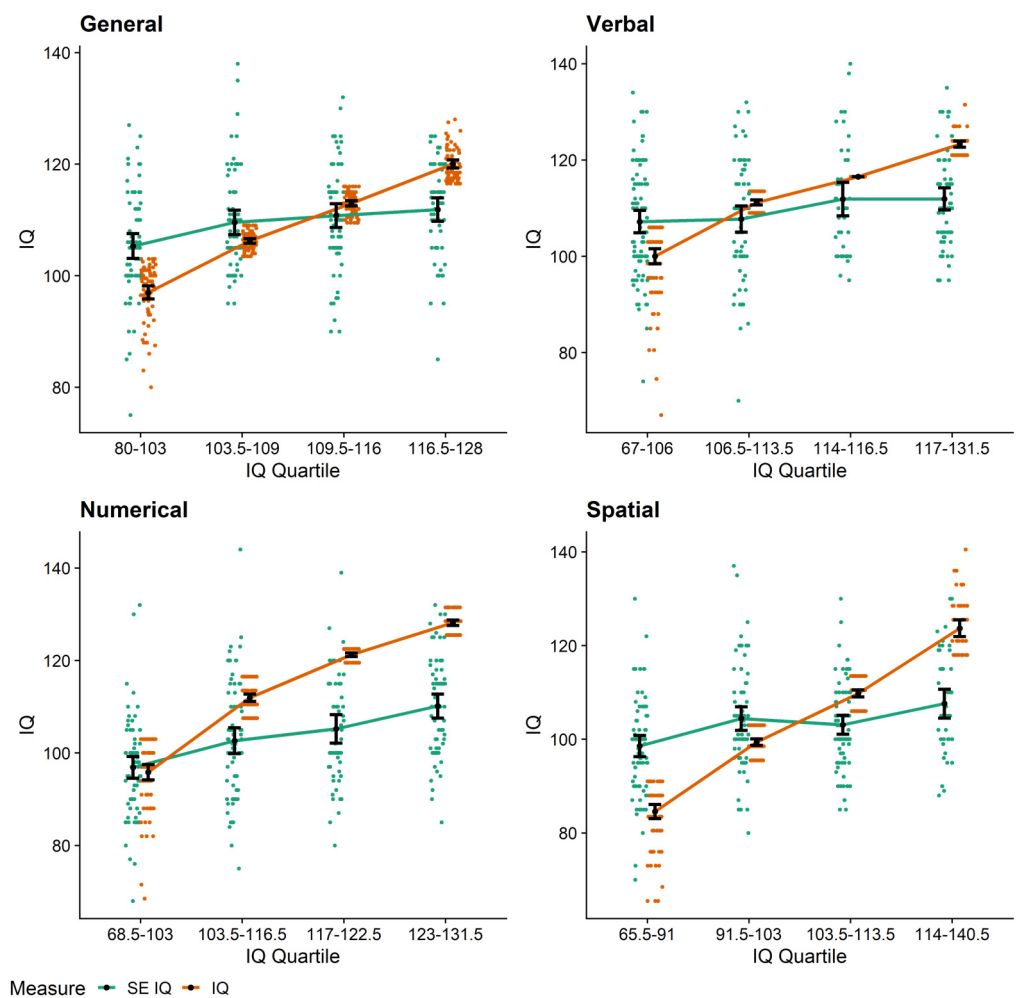 General
IQ
140
120
100
80
80-103
103.5-109
109.5-116
116.5-128
IQ Quartile
Verbal
IQ
140
120
100
80
67-106
106.5-113.5
114-116.5
117-131.5
IQ Quartile
Numerical
IQ
140
120
100
80
68.5-103
103.5-116.5
117-122.5
123-131.5
IQ Quartile
Spatial
IQ
140
120
100
80
65.5-91
91.5-103
103.5-113.5
114-140.5
IQ Quartile
Measure SE IQ IQ